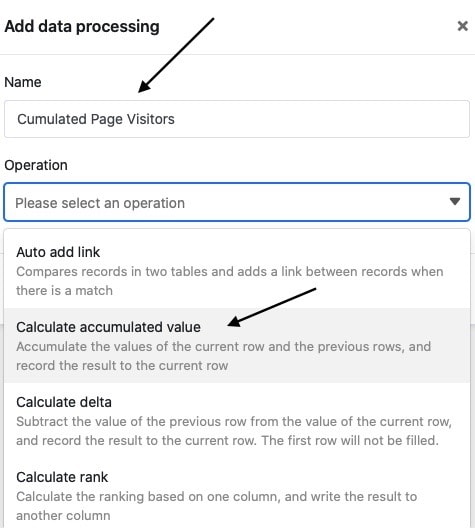 Add data processing
Name
Cumulated Page Visitors
Operation
Please select an operation
Auto add link
Compares records in two tables and adds a link between records when
there is a match
Calculate accumulated value
Accumulate the values of the current row and the previous rows, and
record the result to the current row
Calculate delta
Subtract the value of the previous row from the value of the current row,
and record the result to the current row. The first row will not be filled.
Calculate rank
Calculate the ranking based on one column, and write the result to
another column